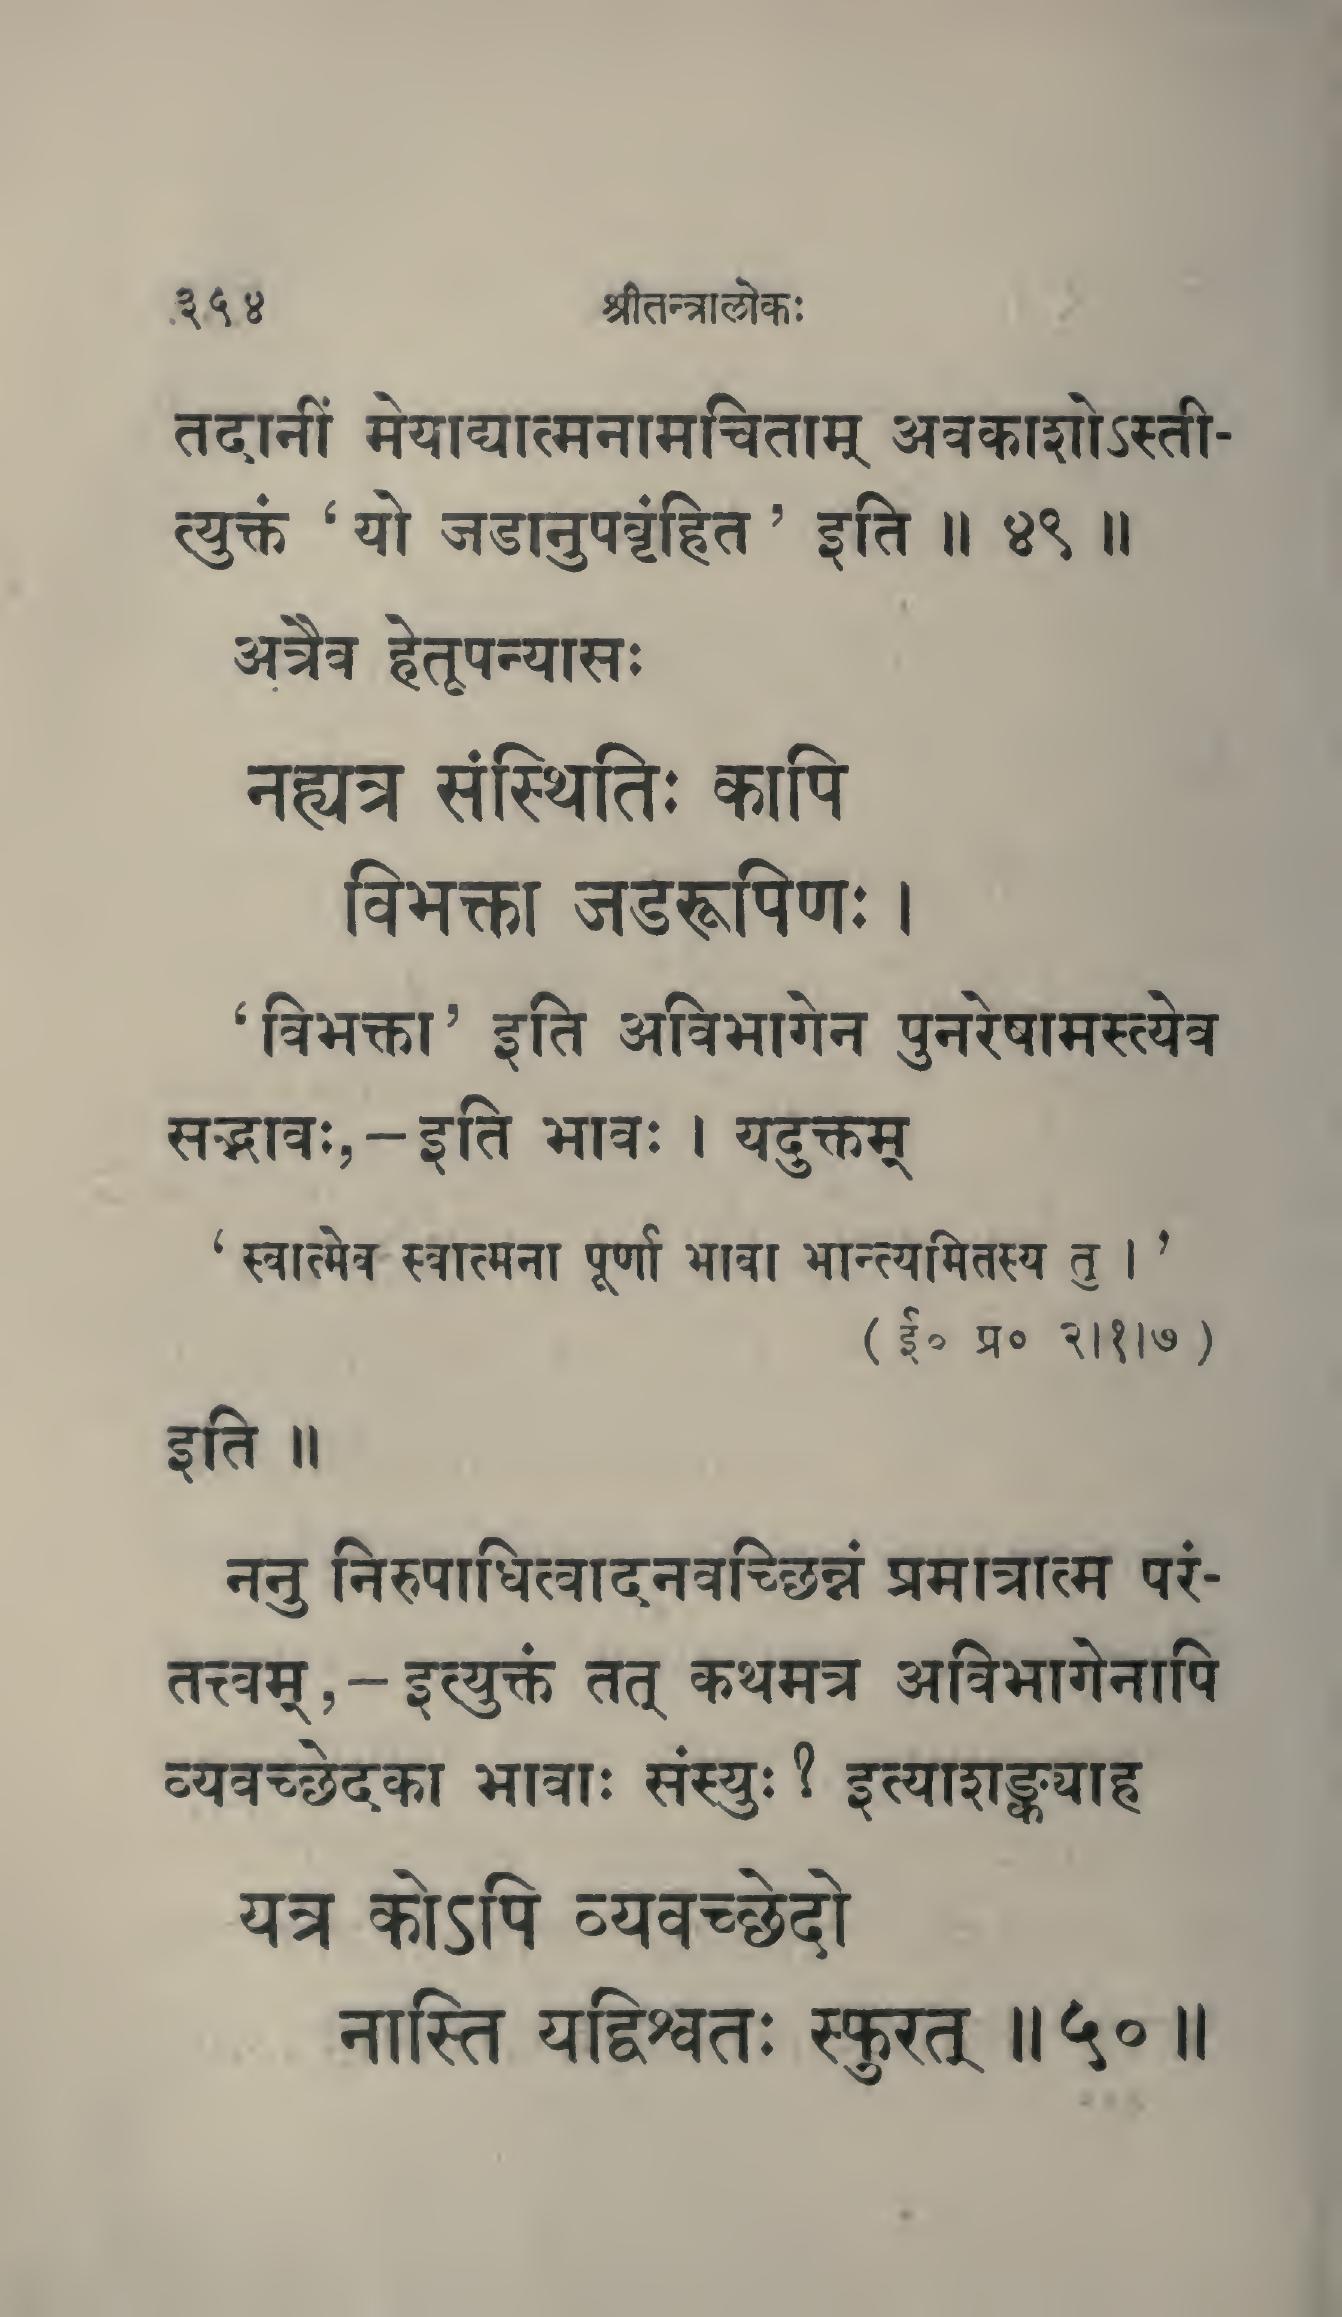 ३५४ श्रीतन्त्रालोकः
तदानीं मेयाद्यात्मनामचिताम् अवकाशोऽस्ती-
त्युक्तं ‘ यो जडानुपबृंहित ’ इति ॥ ४९ ॥
अत्रैव हेतूपन्यासः
नह्यत्र संस्थितिः कापि
विभक्ता जडरूपिणः ।
‘विभक्ता’ इति अविभागेन पुनरेषामस्त्येव
सद्भावः,–इति भावः । यदुक्तम्
‘ स्वात्मेव स्वात्मना पूर्णा भावा भान्त्यमितस्य तु । ’
( ई० प्र० २।१।७ )
इति ॥
ननु निरुपाधित्वादनवच्छिन्नं प्रमात्रात्म परं-
तत्त्वम्,–इत्युक्तं तत् कथमत्र अविभागेनापि
व्यवच्छेदका भावाः संस्युः ? इत्याशङ्क्याह
यत्र कोऽपि व्यवच्छेदो
नास्ति यद्विश्वतः स्फुरत् ॥ ५० ॥